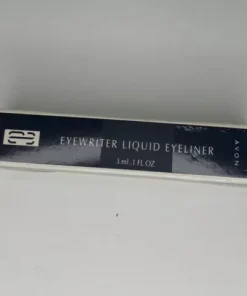 EYEWRITER LIQUID EYELINER
3 ml .1 FL OZ
AVON